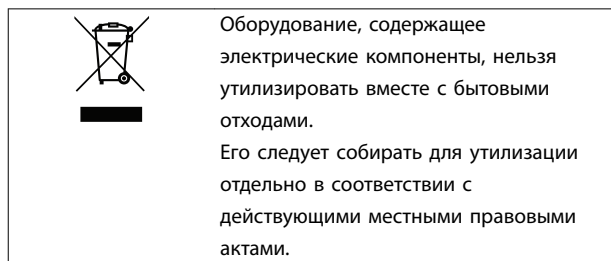 Оборудование, содержащее
электрические компоненты, нельзя
утилизировать вместе с бытовыми
отходами.
Его следует собирать для утилизации
отдельно в соответствии с
действующими местными правовыми
актами.